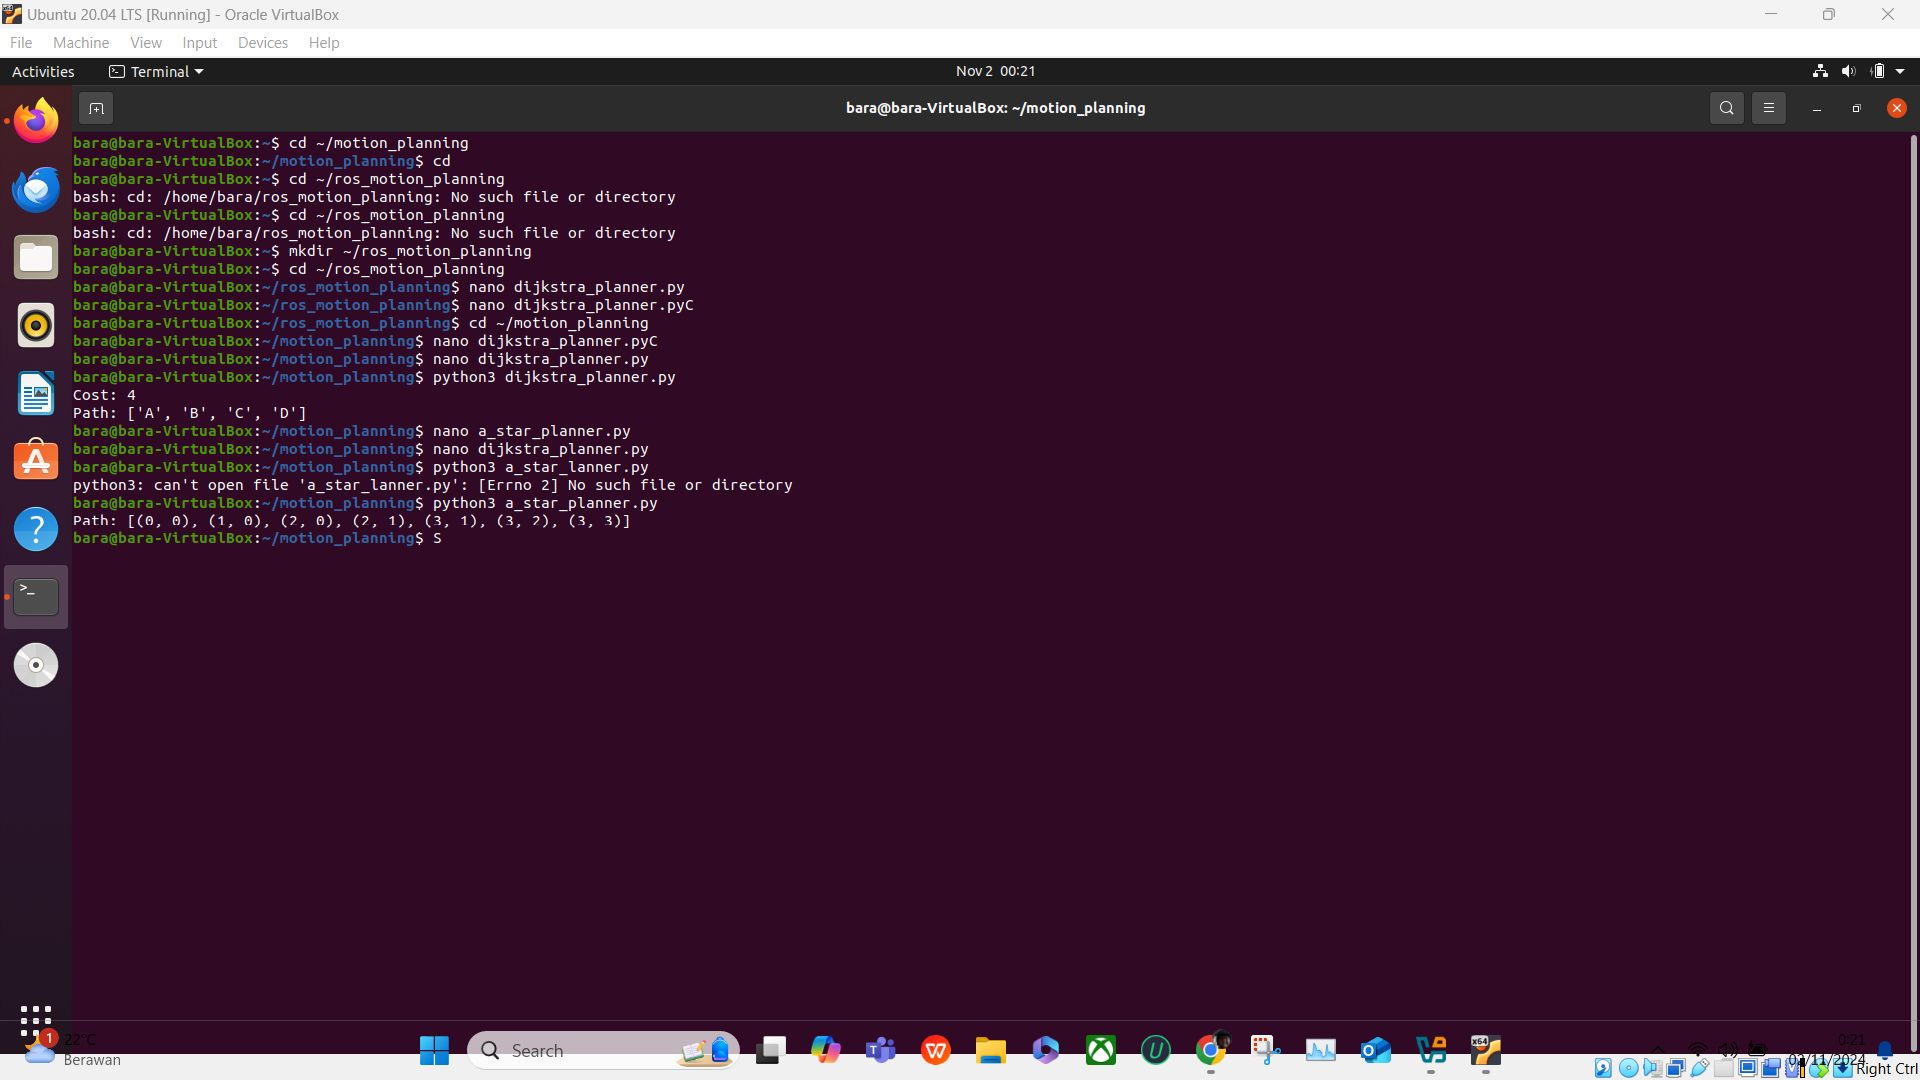 Ubuntu 20.04 LTS [Running] - Oracle VirtualBox
File Machine View Input Devices Help
Activities Terminal Nov 2 00:21
bara@bara-VirtualBox: ~/motion_planning
bara@bara-VirtualBox:~$ cd ~/motion_planning
bara@bara-VirtualBox:~/motion_planning$ cd
bara@bara-VirtualBox:~$ cd ~/ros_motion_planning
bash: cd: /home/bara/ros_motion_planning: No such file or directory
bara@bara-VirtualBox:~$ cd ~/ros_motion_planning
bash: cd: /home/bara/ros_motion_planning: No such file or directory
bara@bara-VirtualBox:~$ mkdir ~/ros_motion_planning
bara@bara-VirtualBox:~$ cd ~/ros_motion_planning
bara@bara-VirtualBox:~/ros_motion_planning$ nano dijkstra_planner.py
bara@bara-VirtualBox:~/ros_motion_planning$ nano dijkstra_planner.pyC
bara@bara-VirtualBox:~/ros_motion_planning$ cd ~/motion_planning
bara@bara-VirtualBox:~/motion_planning$ nano dijkstra_planner.pyC
bara@bara-VirtualBox:~/motion_planning$ nano dijkstra_planner.py
bara@bara-VirtualBox:~/motion_planning$ python3 dijkstra_planner.py
Cost: 4
Path: ['A', 'B', 'C', 'D']
bara@bara-VirtualBox:~/motion_planning$ nano a_star_planner.py
bara@bara-VirtualBox:~/motion_planning$ nano dijkstra_planner.py
bara@bara-VirtualBox:~/motion_planning$ python3 a_star_lanner.py
python3: can't open file 'a_star_lanner.py': [Errno 2] No such file or directory
bara@bara-VirtualBox:~/motion_planning$ python3 a_star_planner.py
Path: [(0, 0), (1, 0), (2, 0), (2, 1), (3, 1), (3, 2), (3, 3)]
bara@bara-VirtualBox:~/motion_planning$ S
1
22°C
Berawan
Search
0:21
02/11/2024
Right Ctrl